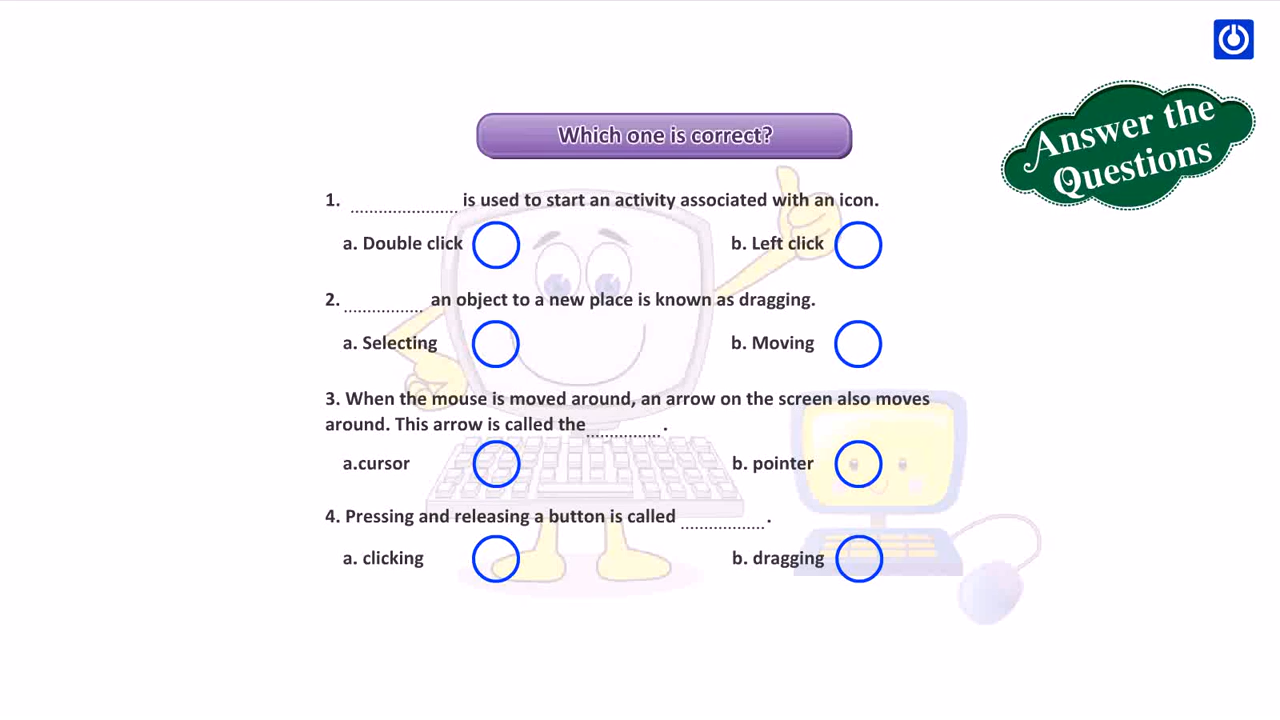 Answer the
Questions
Which one is correct?
1. ...................... is used to start an activity associated with an icon.
a. Double click b. Left click
2. ................ an object to a new place is known as dragging.
a. Selecting b. Moving
3. When the mouse is moved around, an arrow on the screen also moves
around. This arrow is called the ............... .
a.cursor b. pointer
4. Pressing and releasing a button is called ................. .
a. clicking b. dragging